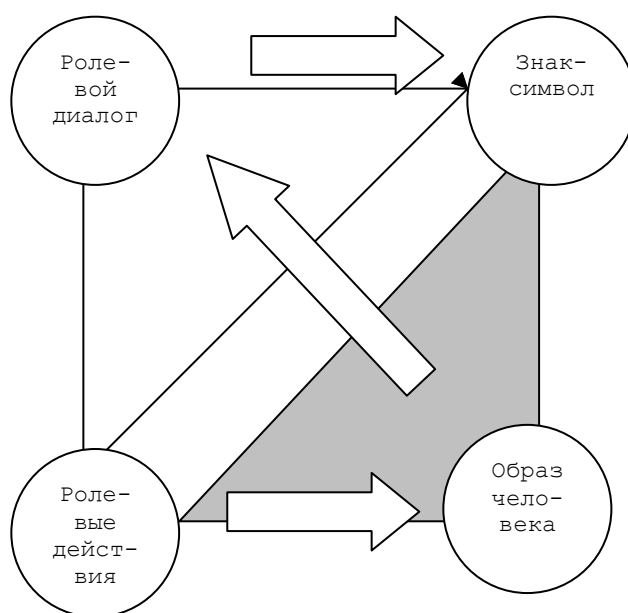 Роле-
вой
диалог
Знак-
символ
Роле-
вые
дейст-
вия
Образ
чело-
века